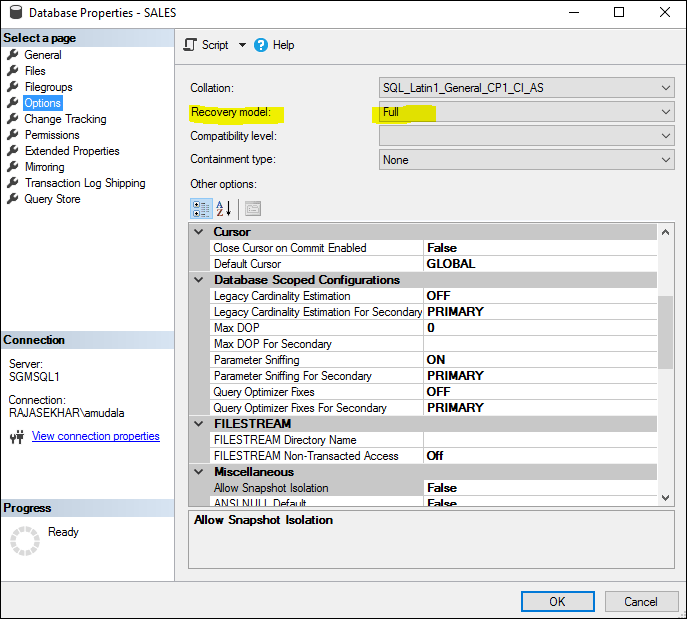 Database Properties - SALES
Select a page
General
Files
Filegroups
Options
Change Tracking
Permissions
Extended Properties
Mirroring
Transaction Log Shipping
Query Store
Connection
Server:
SGMSQL1
Connection:
RAJASEKHAR\amudala
View connection properties
Progress
Ready
Script Help
Collation: SQL_Latin1_General_CP1_CI_AS
Recovery model: Full
Compatibility level:
Containment type: None
Other options:
Cursor
Close Cursor on Commit Enabled False
Default Cursor GLOBAL
Database Scoped Configurations
Legacy Cardinality Estimation OFF
Legacy Cardinality Estimation For Secondary PRIMARY
Max DOP 0
Max DOP For Secondary
Parameter Sniffing ON
Parameter Sniffing For Secondary PRIMARY
Query Optimizer Fixes OFF
Query Optimizer Fixes For Secondary PRIMARY
FILESTREAM
FILESTREAM Directory Name
FILESTREAM Non-Transacted Access Off
Miscellaneous
Allow Snapshot Isolation False
ANSI NULL Default False
Allow Snapshot Isolation
OK Cancel